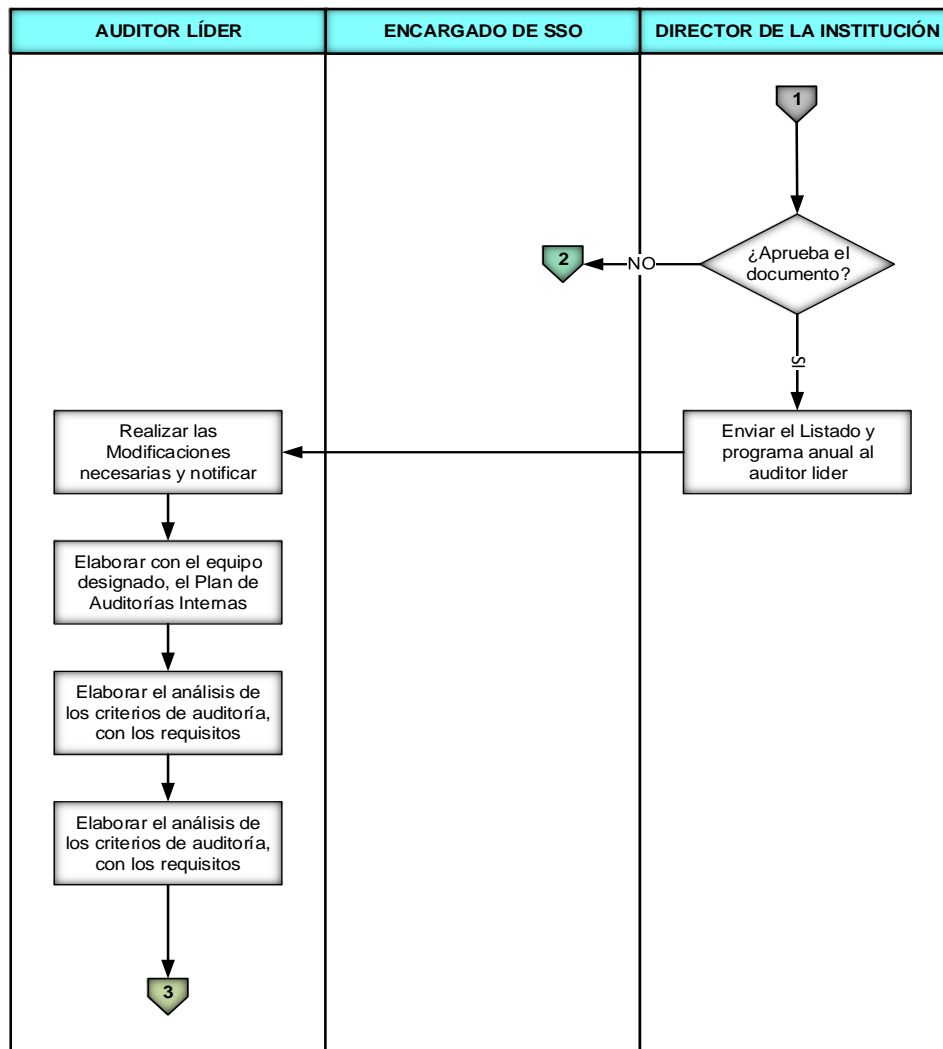 AUDITOR LÍDER
ENCARGADO DE SSO
DIRECTOR DE LA INSTITUCIÓN
1
¿Aprueba el
documento?
NO
2
SI
Enviar el Listado y
programa anual al
auditor lider
Realizar las
Modificaciones
necesarias y notificar
Elaborar con el equipo
designado, el Plan de
Auditorías Internas
Elaborar el análisis de
los criterios de auditoría,
con los requisitos
Elaborar el análisis de
los criterios de auditoría,
con los requisitos
3